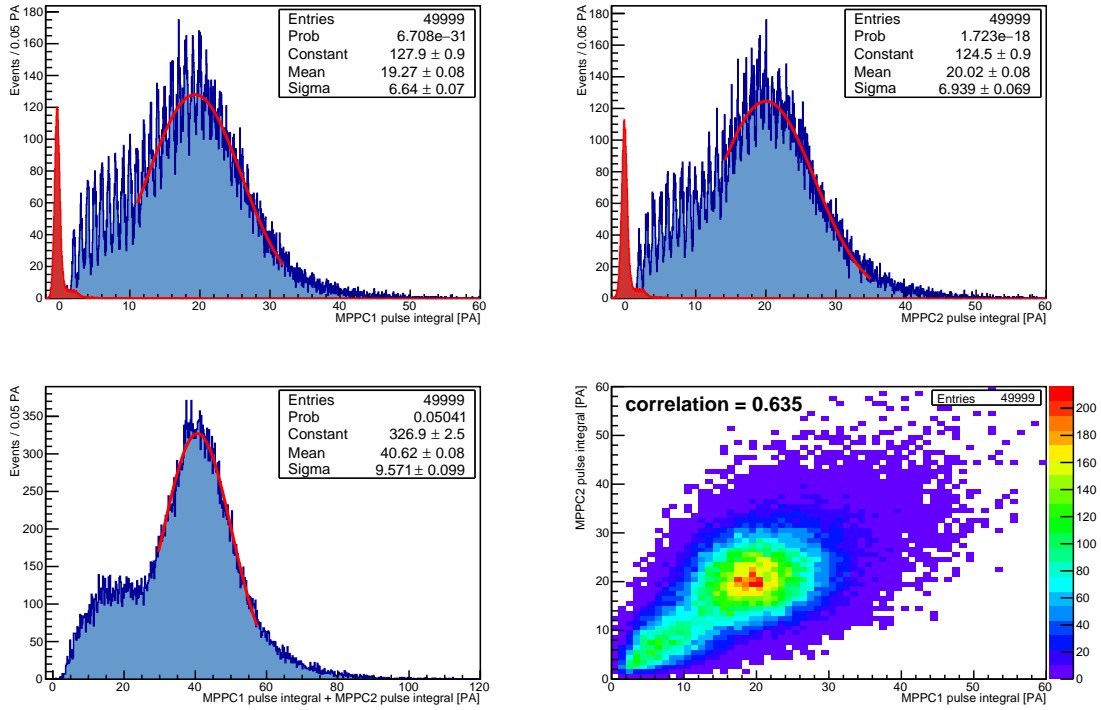 Events / 0.05 PA
180
160
140
120
100
80
60
40
20
0
0 10 20 30 40 50 60
MPPC1 pulse integral [PA]
Entries 49999
Prob 6.708e−31
Constant 127.9 ± 0.9
Mean 19.27 ± 0.08
Sigma 6.64 ± 0.07
Events / 0.05 PA
180
160
140
120
100
80
60
40
20
0
0 10 20 30 40 50 60
MPPC2 pulse integral [PA]
Entries 49999
Prob 1.723e−18
Constant 124.5 ± 0.9
Mean 20.02 ± 0.08
Sigma 6.939 ± 0.069
Events / 0.05 PA
350
300
250
200
150
100
50
0
0 20 40 60 80 100 120
MPPC1 pulse integral + MPPC2 pulse integral [PA]
Entries 49999
Prob 0.05041
Constant 326.9 ± 2.5
Mean 40.62 ± 0.08
Sigma 9.571 ± 0.099
MPPC2 pulse integral [PA]
60
50
40
30
20
10
0
0 10 20 30 40 50 60
MPPC1 pulse integral [PA]
correlation = 0.635
Entries 49999
200
180
160
140
120
100
80
60
40
20
0